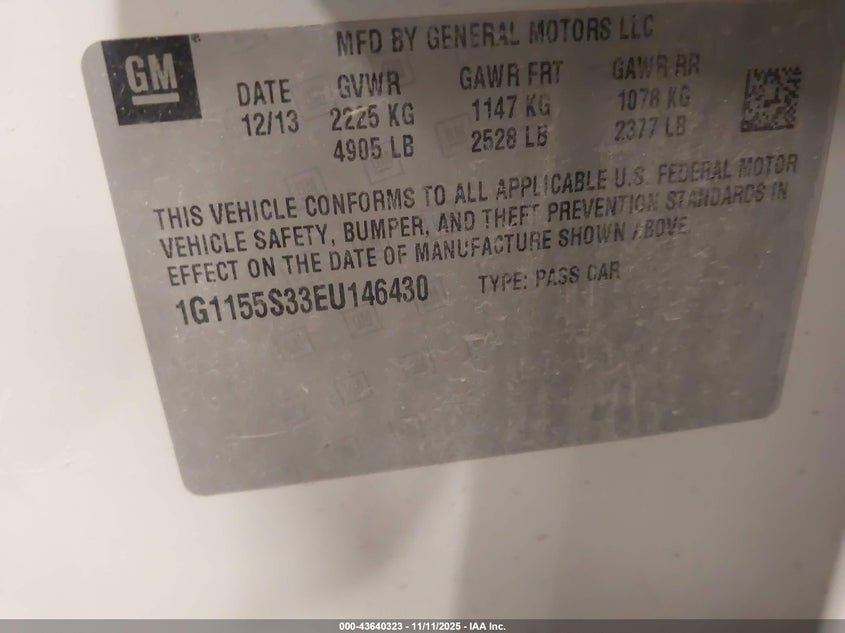 GM
MFD BY GENERAL MOTORS LLC
DATE GVWR GAWR FRT GAWR RR
12/13 2225 KG 1147 KG 1078 KG
4905 LB 2528 LB 2377 LB
THIS VEHICLE CONFORMS TO ALL APPLICABLE U.S. FEDERAL MOTOR
VEHICLE SAFETY, BUMPER, AND THEFT PREVENTION STANDARDS IN
EFFECT ON THE DATE OF MANUFACTURE SHOWN ABOVE
1G1155S33EU146430 TYPE: PASS CAR
000-43640323 - 11/11/2025 - IAA Inc.